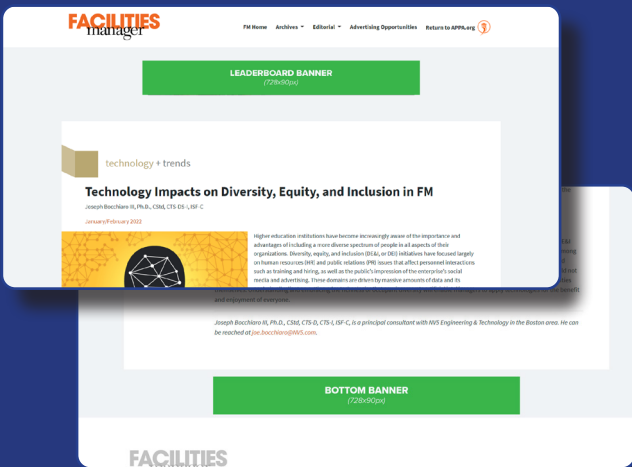 FACILITIES
manager
FM Home Archives Editorial Advertising Opportunities Return to APPA.org
LEADERBOARD BANNER
(728x90px)
technology + trends
Technology Impacts on Diversity, Equity, and Inclusion in FM
Joseph Bocchiaro III, Ph.D., CStd, CTS-D, CTS-I, ISF-C
January/February 2022
Higher education institutions have become increasingly aware of the importance and
advantages of including a more diverse spectrum of people in all aspects of their
organizations. Diversity, equity, and inclusion (DE&I, or DEI) initiatives have focused largely
on human resources (HR) and public relations (PR) issues that affect personnel interactions
such as training and hiring, as well as the public's impression of the enterprise's social
media and advertising. These domains are driven by massive amounts of data and its
the benefit
and enjoyment of everyone.
Joseph Bocchiaro III, Ph.D., CStd, CTS-D, CTS-I, ISF-C, is a principal consultant with NV5 Engineering & Technology in the Boston area. He can
be reached at joe.bocchiaro@NV5.com.
BOTTOM BANNER
(728x90px)
FACILITIES